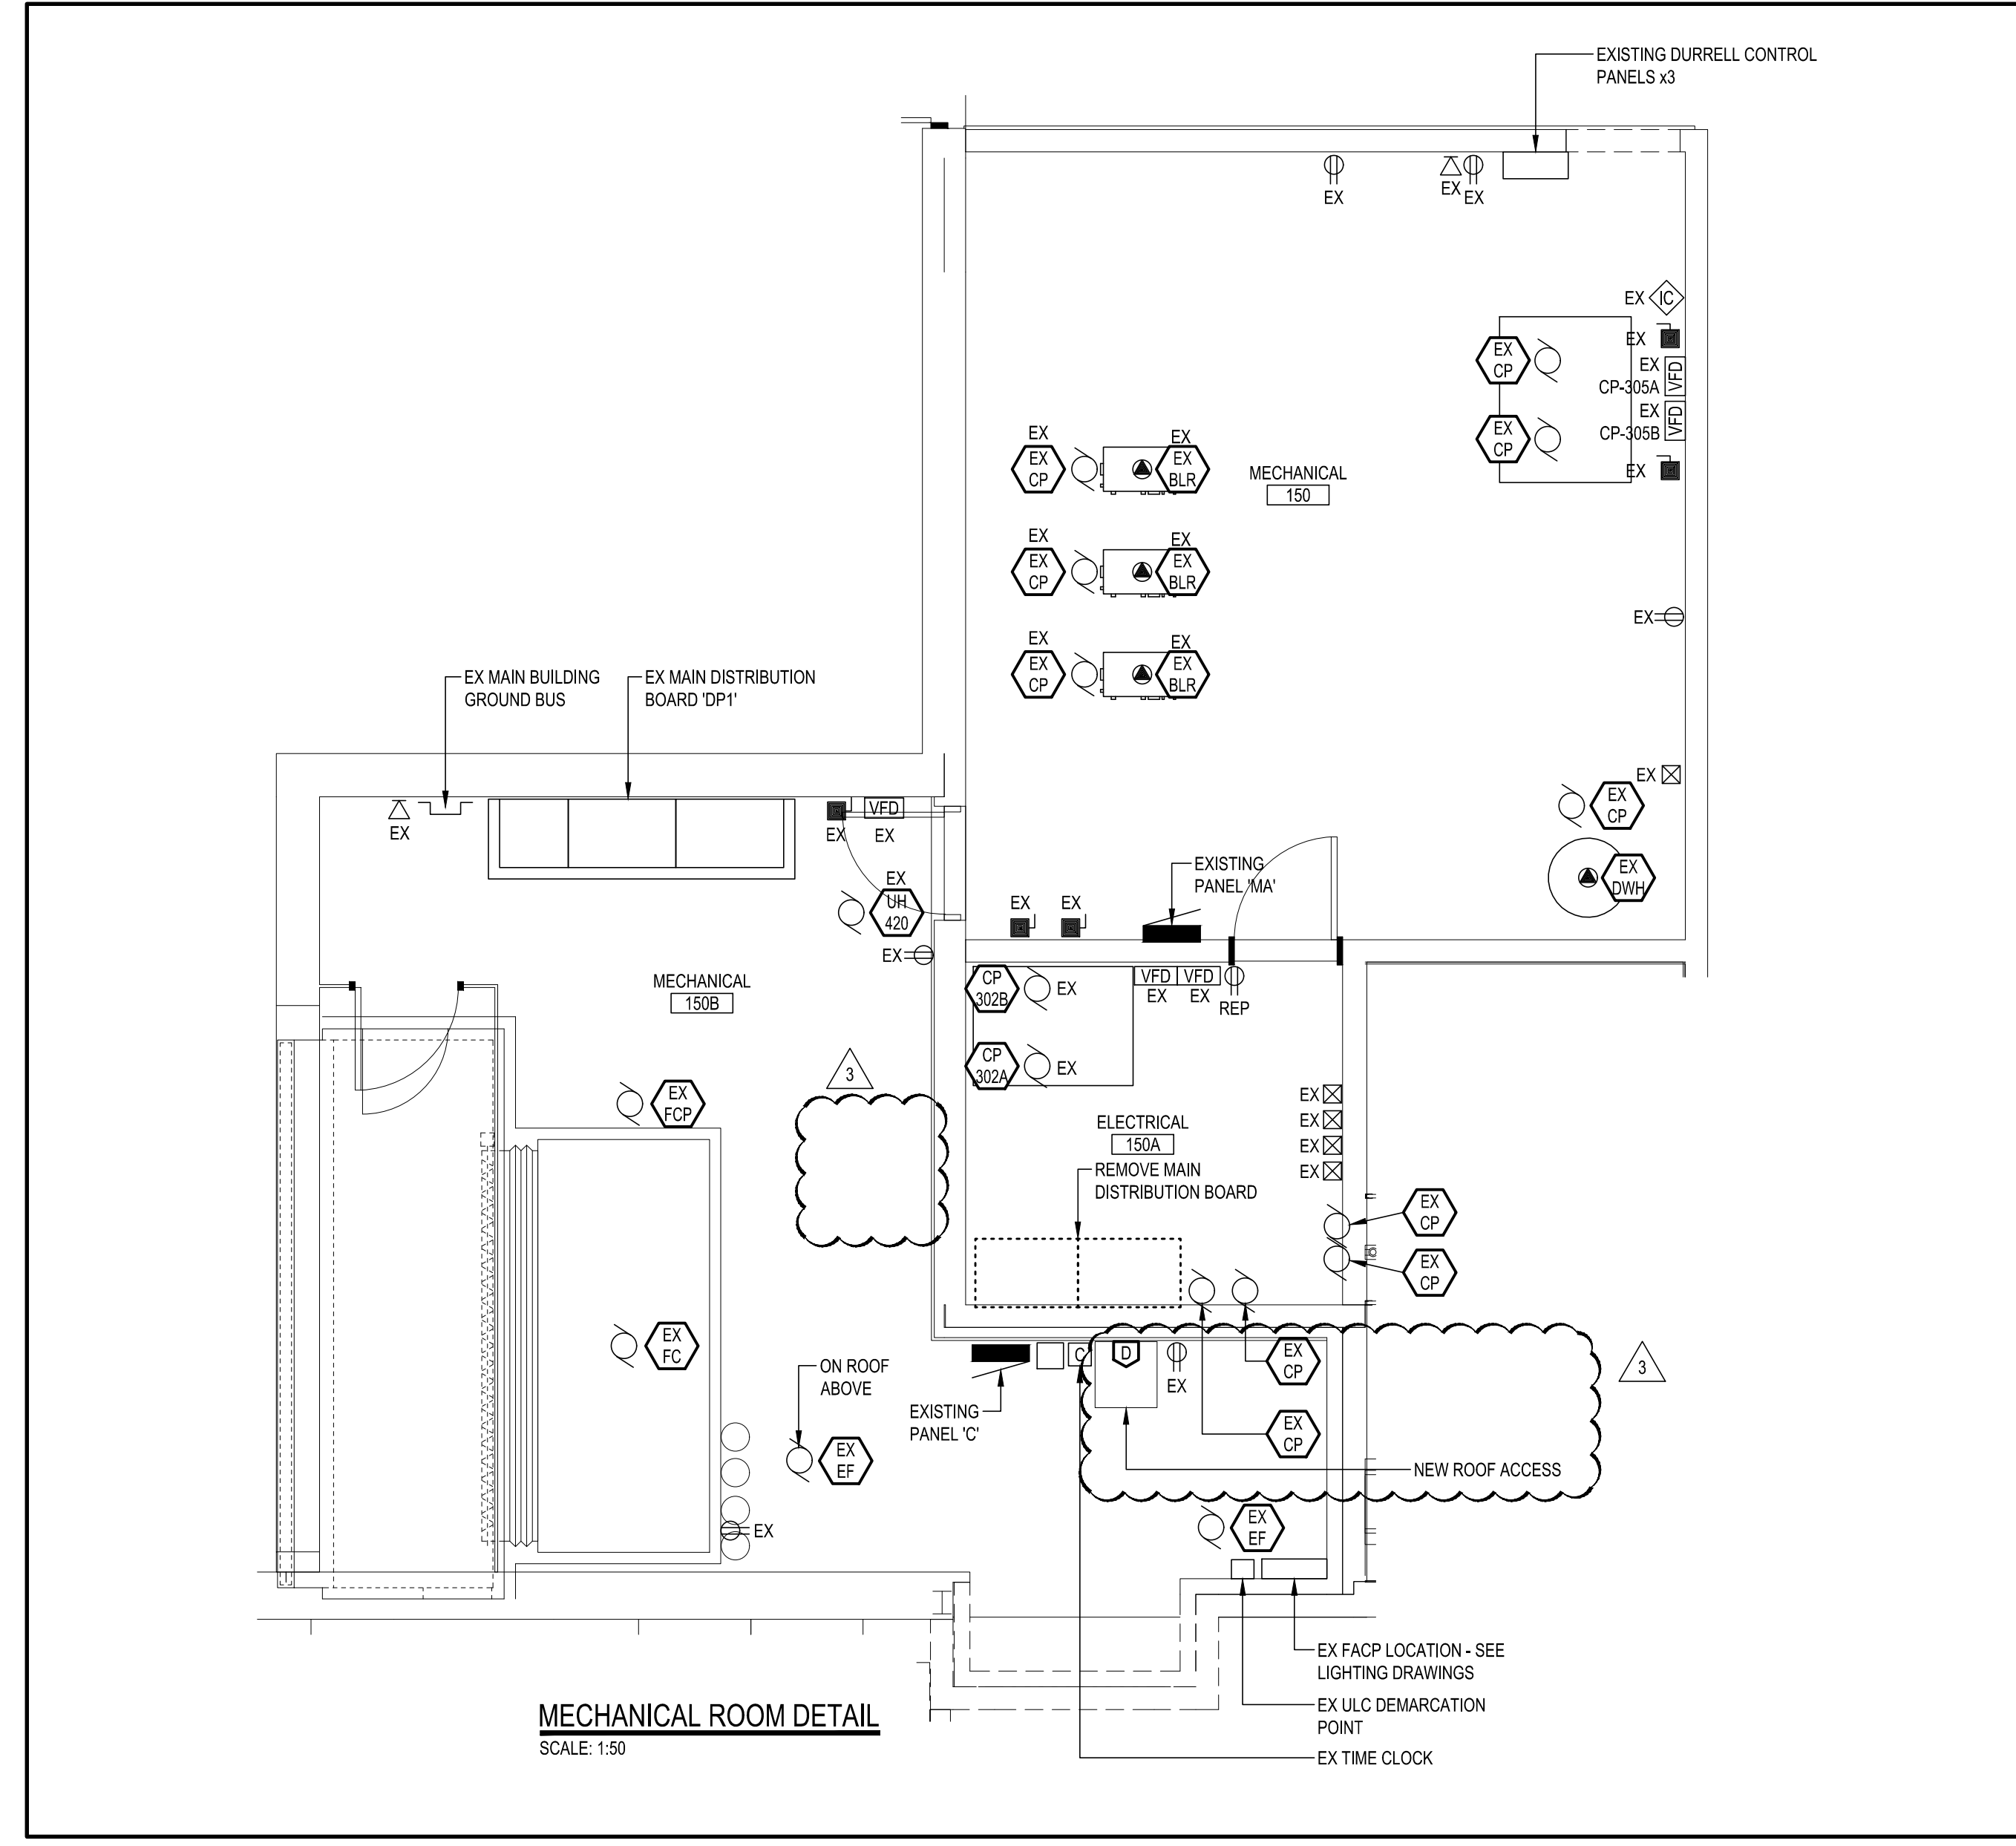 EXISTING DURRELL CONTROL
PANELS x3
EX
EX
EX
EX IC
EX
EX
CP
EX
CP-305A VFD
EX
CP-305B VFD
EX
CP
EX
EX
EX
CP
EX
EX
BLR
MECHANICAL
150
EX
EX
CP
EX
EX
BLR
EX
EX
EX
CP
EX
EX
BLR
EX MAIN BUILDING
GROUND BUS
EX MAIN DISTRIBUTION
BOARD 'DP1'
EX
EX
CP
EX
EX
VFD
EX
EXISTING
PANEL 'MA'
EX
DWH
EX
UH
420
EX
EX
EX
MECHANICAL
150B
CP
302B
EX
VFD
VFD
EX
EX
REP
CP
302A
EX
3
EX
FCP
EX
EX
EX
EX
ELECTRICAL
150A
REMOVE MAIN
DISTRIBUTION BOARD
EX
CP
EX
CP
EX
FC
ON ROOF
ABOVE
C
D
EX
EX
CP
3
EXISTING
PANEL 'C'
EX
CP
EX
EF
NEW ROOF ACCESS
EX
EX
EF
EX FACP LOCATION - SEE
LIGHTING DRAWINGS
EX ULC DEMARCATION
POINT
EX TIME CLOCK
MECHANICAL ROOM DETAIL
SCALE: 1:50